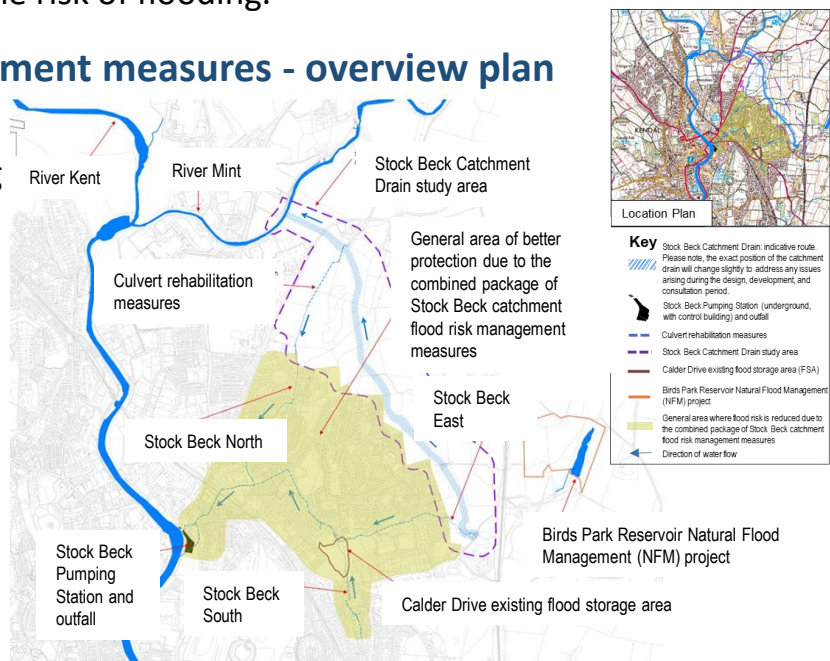 ne risk of flooding.
ment measures - overview plan
River Kent
River Mint
Stock Beck Catchment
Drain study area
Culvert rehabilitation
measures
General area of better
protection due to the
combined package of
Stock Beck catchment
flood risk management
measures
Stock Beck
East
Stock Beck North
Stock Beck
Pumping
Station and
outfall
Stock Beck
South
Calder Drive existing flood storage area
Birds Park Reservoir Natural Flood
Management (NFM) project
KENDAL
Location Plan
Key
Stock Beck Catchment Drain: indicative route.
Please note, the exact position of the catchment
drain will change slightly to address any issues
arising during the design, development, and
consultation period.
Stock Beck Pumping Station (underground,
with control building) and outfall
Culvert rehabilitation measures
Stock Beck Catchment Drain study area
Calder Drive existing flood storage area (FSA)
Birds Park Reservoir Natural Flood Management
(NFM) project
General area where flood risk is reduced due to
the combined package of Stock Beck catchment
flood risk management measures
Direction of water flow